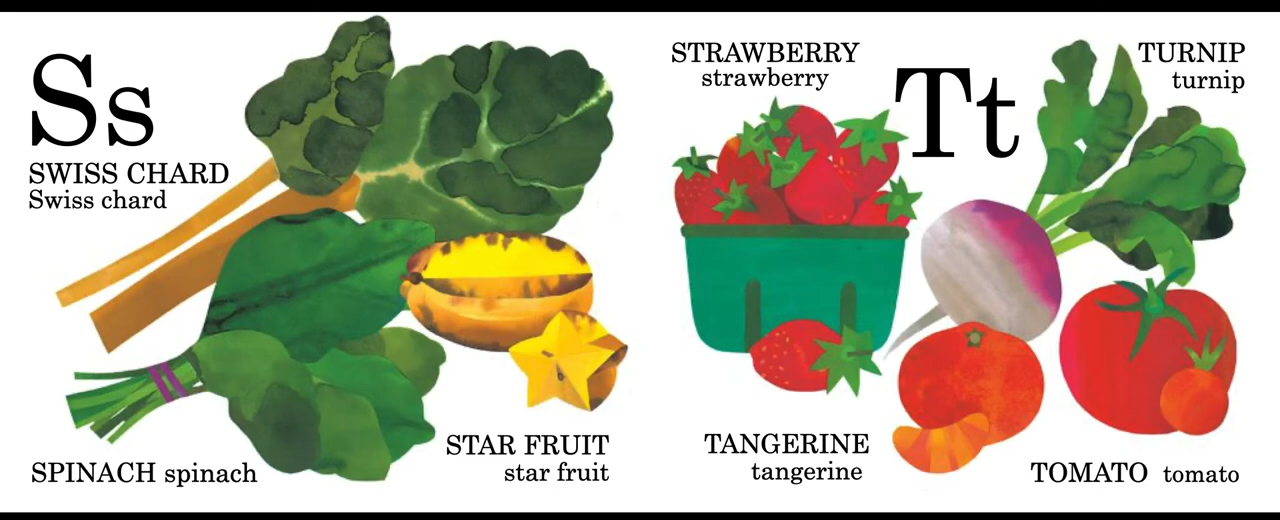 Ss
SWISS CHARD
Swiss chard
SPINACH spinach
STAR FRUIT
star fruit
STRAWBERRY
strawberry
Tt
TURNIP
turnip
TANGERINE
tangerine
TOMATO tomato